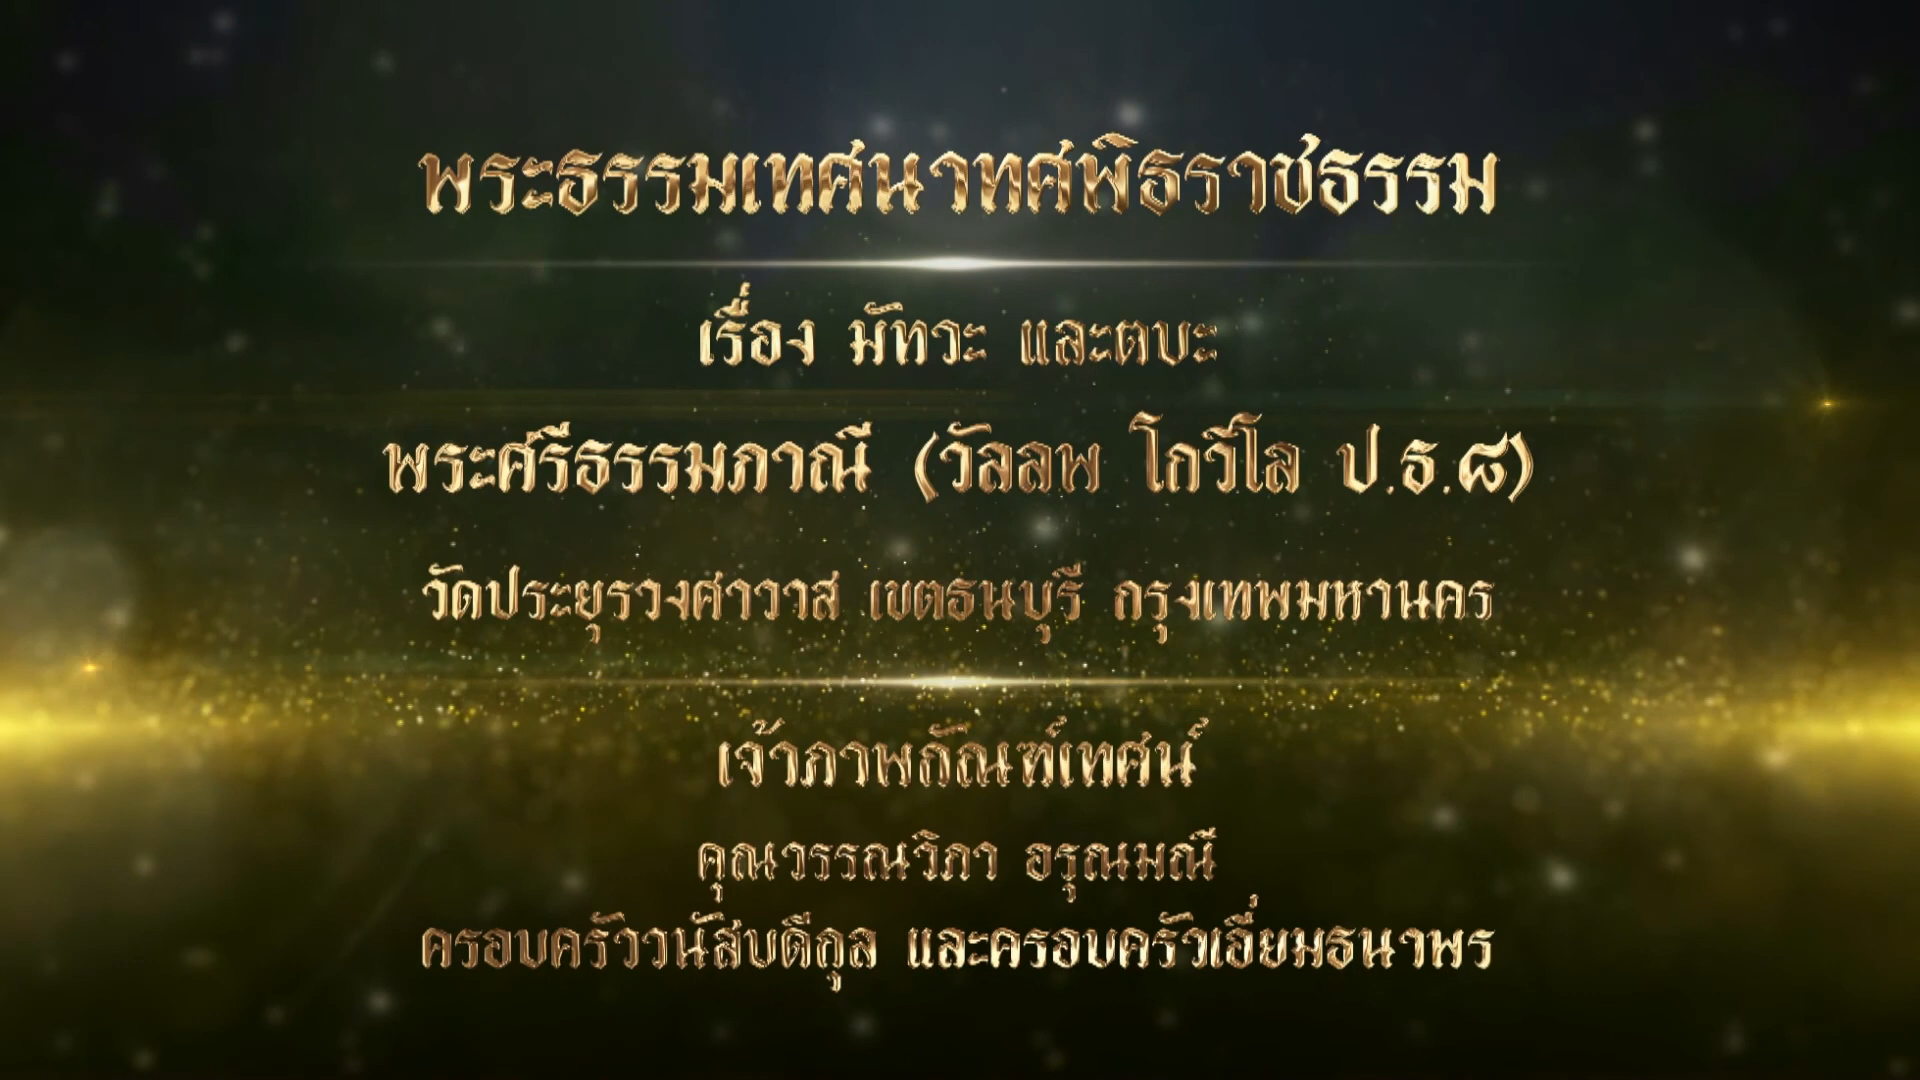 พระธรรมเทศนาทศพิธราชธรรม
เรื่อง มัทวะ และตบะ
พระศรีธรรมภาณี (วัลลพ โกวิโล ป.ธ.๘)
วัดประยุรวงศาวาส เขตธนบุรี กรุงเทพมหานคร
เจ้าภาพกัณฑ์เทศน์
คุณวรรณวิภา อรุณมณี
ครอบครัววนัสบดีกุล และครอบครัวเอี่ยมธนาพร